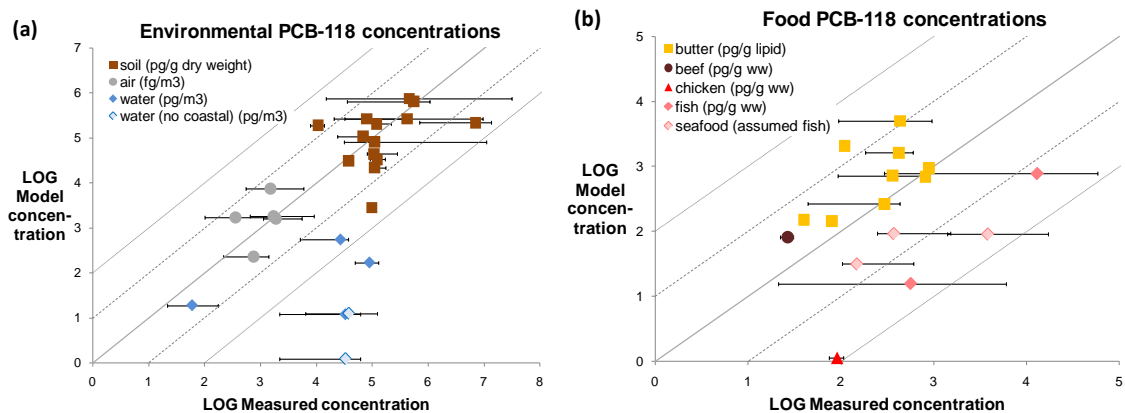 (a)
Environmental PCB-118 concentrations
7
6
5
4
3
2
1
0
soil (pg/g dry weight)
air (fg/m3)
water (pg/m3)
water (no coastal) (pg/m3)
LOG
Model
concen-
tration
0 1 2 3 4 5 6 7 8
LOG Measured concentration
(b)
Food PCB-118 concentrations
5
4
3
2
1
0
butter (pg/g lipid)
beef (pg/g ww)
chicken (pg/g ww)
fish (pg/g ww)
seafood (assumed fish)
LOG
Model
concen-
tration
0 1 2 3 4 5
LOG Measured concentration